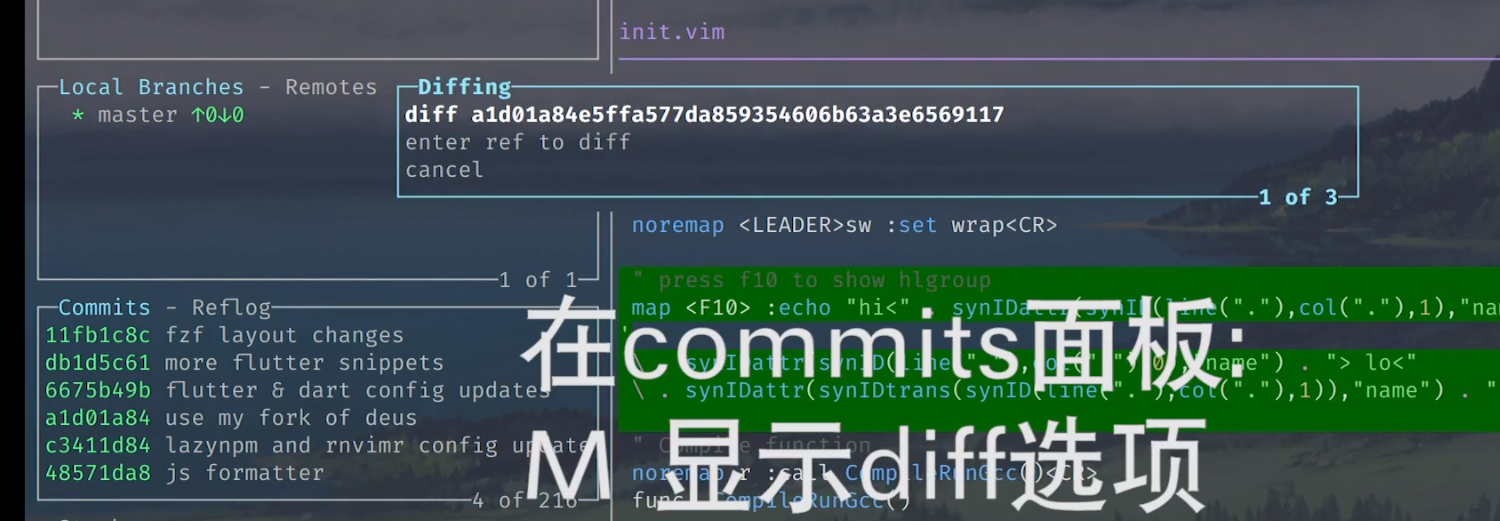 init.vim
Local Branches - Remotes
* master ↑0↓0
1 of 1
Diffing
diff a1d01a84e5ffa577da859354606b63a3e6569117
enter ref to diff
cancel
1 of 3
Commits - Reflog
11fb1c8c fzf layout changes
db1d5c61 more flutter snippets
6675b49b flutter & dart config updates
a1d01a84 use my fork of deus
c3411d84 lazynpm and rnvimr config update
48571da8 js formatter
4 of 216
noremap <LEADER>sw :set wrap<CR>
" press f10 to show hlgroup
map <F10> :echo "hi<" . synIDattr(synID(line("."),col("."),1),"na
'
\ . synIDattr(synID(line("."),col("."),0),"name") . "> lo<"
\ . synIDattr(synIDtrans(synID(line("."),col("."),1)),"name") . "
" Compile function
noremap r :call CompileRunGcc()<CR>
func CompileRunGcc()
在commits面板:
M 显示diff选项